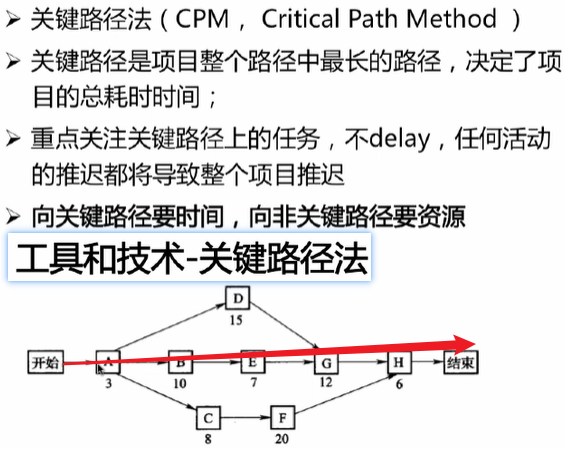 ➢ 关键路径法（CPM， Critical Path Method ）
➢ 关键路径是项目整个路径中最长的路径，决定了项
目的总耗时时间；
➢ 重点关注关键路径上的任务，不delay，任何活动
的推迟都将导致整个项目推迟
➢ 向关键路径要时间，向非关键路径要资源
工具和技术-关键路径法
D
15
开始 A B E G H 结束
3 10 7 12 6
C F
8 20